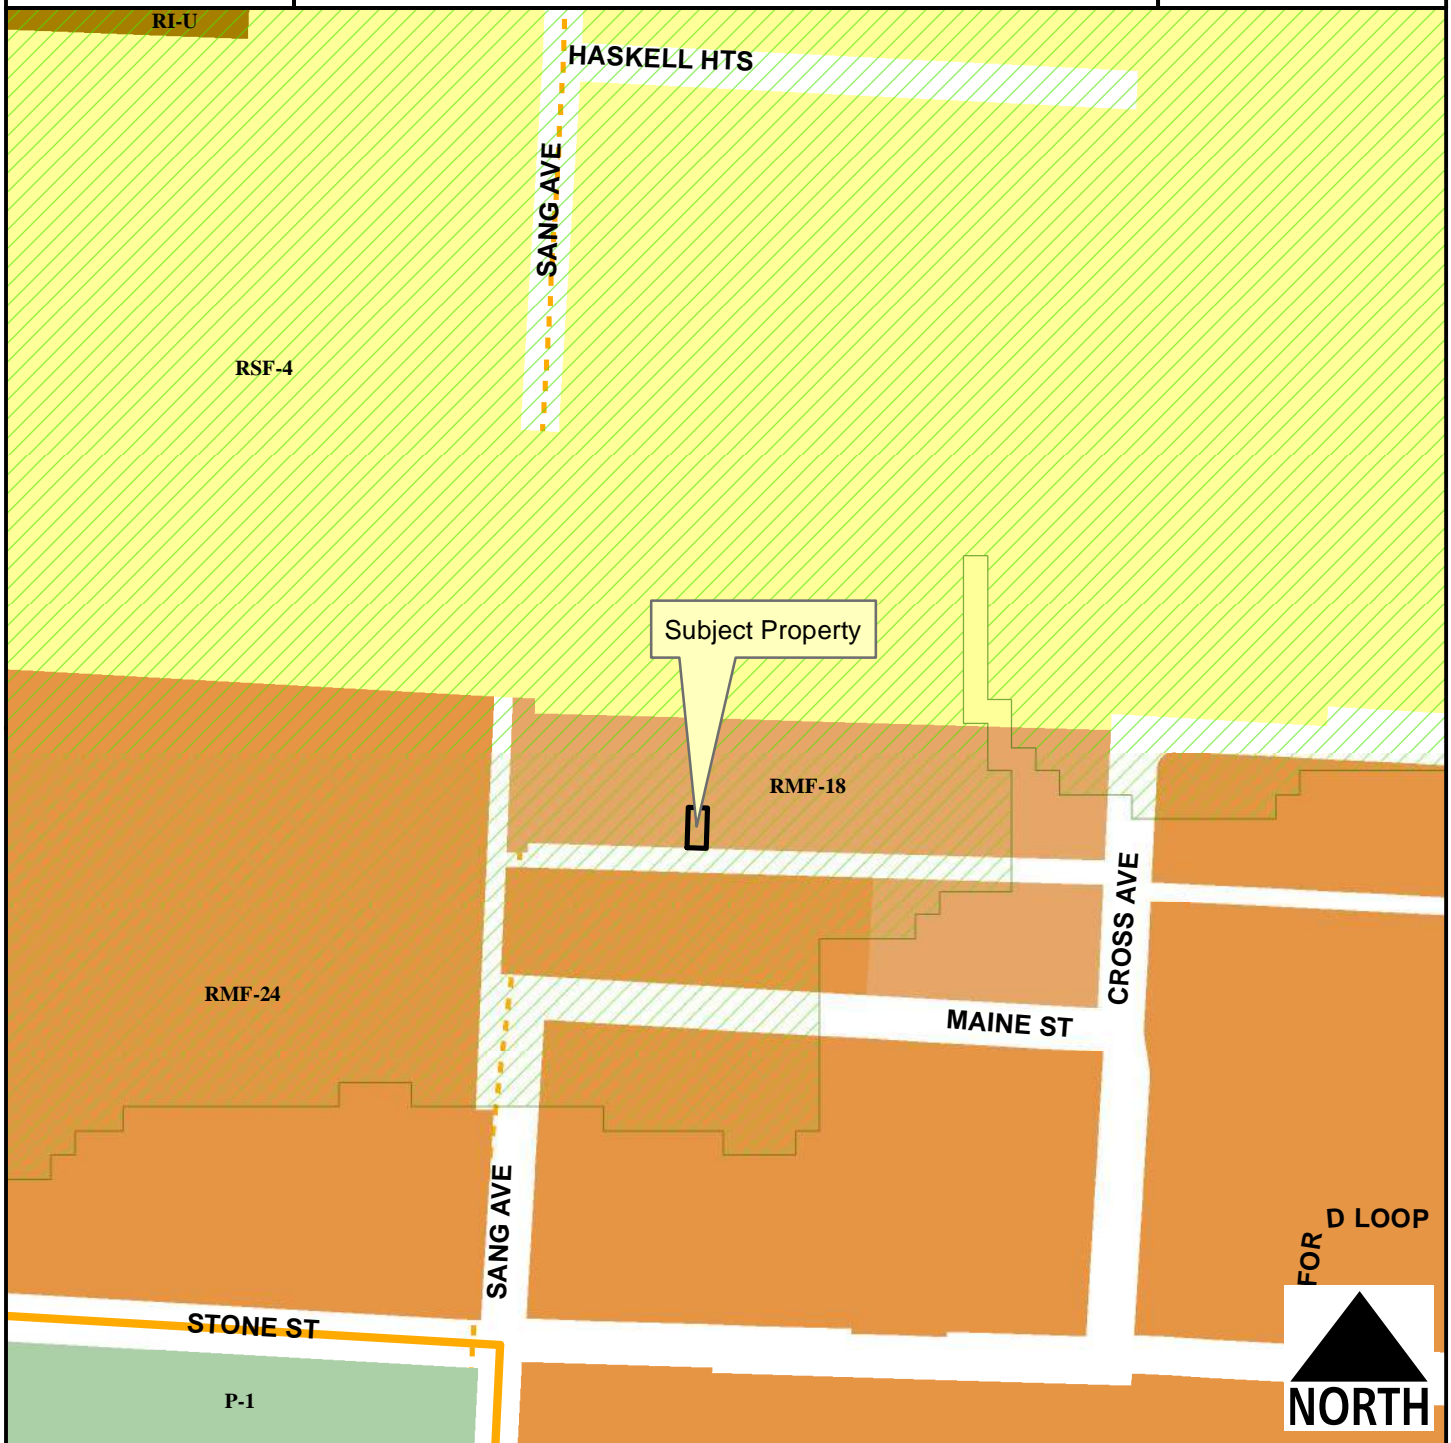 RI-U
HASKELL HTS
SANG AVE
RSF-4
Subject Property
RMF-18
CROSS AVE
RMF-24
MAINE ST
SANG AVE
D LOOP
FOR
STONE ST
P-1
NORTH